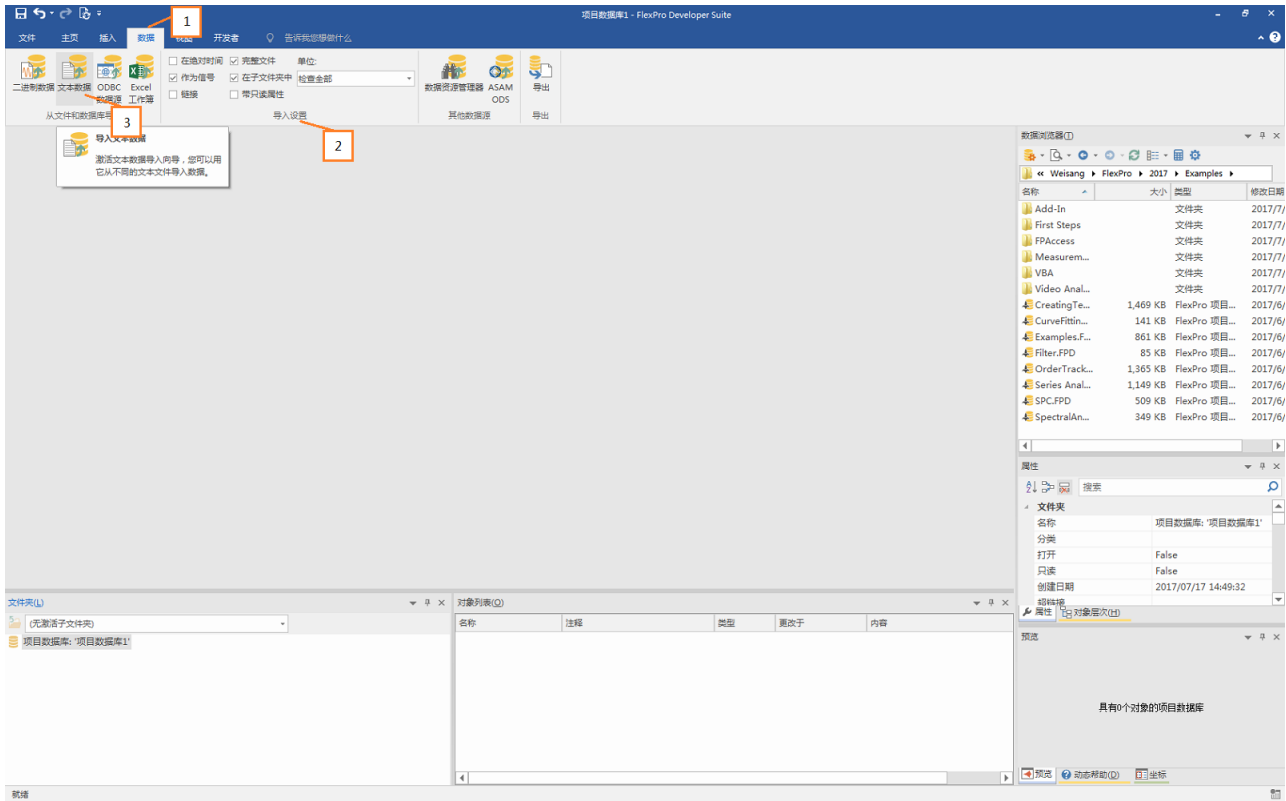 项目数据库1 - FlexPro Developer Suite
1
文件 主页 插入 数据 视图 开发者 告诉我您想做什么
二进制数据 文本数据 ODBC 数据源 Excel 工作簿
在绝对时间 完整文件 单位:
作为信号 在子文件夹中 检查全部
链接 带只读属性
数据资源管理器 ASAM ODS 导出
从文件和数据库导 导入设置 其他数据源 导出
3
2
导入文本数据
激活文本数据导入向导，您可以用
它从不同的文本文件导入数据。
数据浏览器(I)
« Weisang FlexPro 2017 Examples
名称 大小 类型 修改日期
Add-In 文件夹 2017/7/
First Steps 文件夹 2017/7/
FPAccess 文件夹 2017/7/
Measurem... 文件夹 2017/7/
VBA 文件夹 2017/7/
Video Anal... 文件夹 2017/7/
CreatingTe... 1,469 KB FlexPro 项目... 2017/6/
CurveFittin... 141 KB FlexPro 项目... 2017/6/
Examples.F... 861 KB FlexPro 项目... 2017/6/
Filter.FPD 85 KB FlexPro 项目... 2017/6/
OrderTrack... 1,365 KB FlexPro 项目... 2017/6/
Series Anal... 1,149 KB FlexPro 项目... 2017/6/
SPC.FPD 509 KB FlexPro 项目... 2017/6/
SpectralAn... 349 KB FlexPro 项目... 2017/6/
属性
搜索
文件夹
名称 项目数据库: '项目数据库1'
分类
打开 False
只读 False
创建日期 2017/07/17 14:49:32
超链接
属性 对象层次(H)
文件夹(L)
(无激活子文件夹)
项目数据库: '项目数据库1'
对象列表(O)
名称 注释 类型 更改于 内容
预览
具有0个对象的项目数据库
预览 动态帮助(D) 坐标
就绪